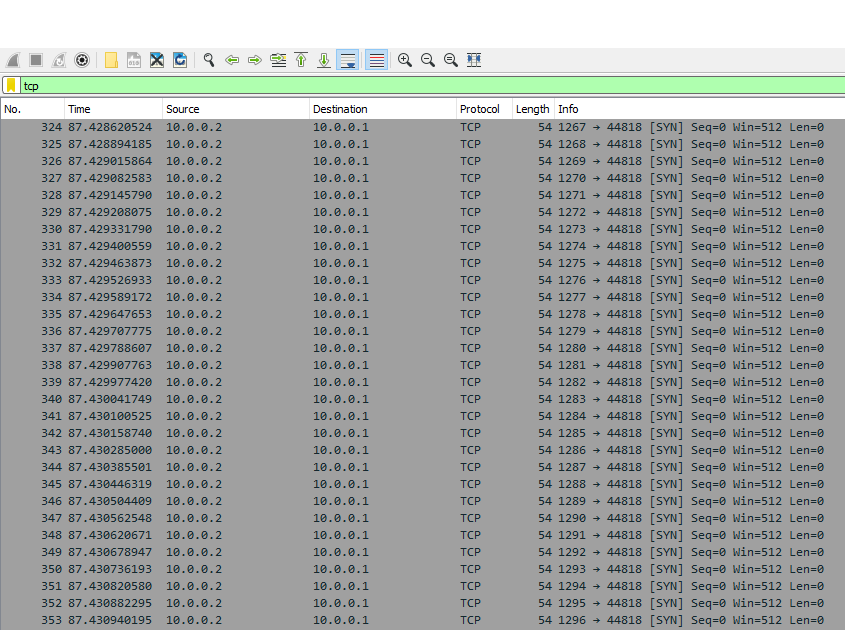 tcp
No. Time Source Destination Protocol Length Info
324 87.428620524 10.0.0.2 10.0.0.1 TCP 54 1267 → 44818 [SYN] Seq=0 Win=512 Len=0
325 87.428894185 10.0.0.2 10.0.0.1 TCP 54 1268 → 44818 [SYN] Seq=0 Win=512 Len=0
326 87.429015864 10.0.0.2 10.0.0.1 TCP 54 1269 → 44818 [SYN] Seq=0 Win=512 Len=0
327 87.429082583 10.0.0.2 10.0.0.1 TCP 54 1270 → 44818 [SYN] Seq=0 Win=512 Len=0
328 87.429145790 10.0.0.2 10.0.0.1 TCP 54 1271 → 44818 [SYN] Seq=0 Win=512 Len=0
329 87.429208075 10.0.0.2 10.0.0.1 TCP 54 1272 → 44818 [SYN] Seq=0 Win=512 Len=0
330 87.429331790 10.0.0.2 10.0.0.1 TCP 54 1273 → 44818 [SYN] Seq=0 Win=512 Len=0
331 87.429400559 10.0.0.2 10.0.0.1 TCP 54 1274 → 44818 [SYN] Seq=0 Win=512 Len=0
332 87.429463873 10.0.0.2 10.0.0.1 TCP 54 1275 → 44818 [SYN] Seq=0 Win=512 Len=0
333 87.429526933 10.0.0.2 10.0.0.1 TCP 54 1276 → 44818 [SYN] Seq=0 Win=512 Len=0
334 87.429589172 10.0.0.2 10.0.0.1 TCP 54 1277 → 44818 [SYN] Seq=0 Win=512 Len=0
335 87.429647653 10.0.0.2 10.0.0.1 TCP 54 1278 → 44818 [SYN] Seq=0 Win=512 Len=0
336 87.429707775 10.0.0.2 10.0.0.1 TCP 54 1279 → 44818 [SYN] Seq=0 Win=512 Len=0
337 87.429788607 10.0.0.2 10.0.0.1 TCP 54 1280 → 44818 [SYN] Seq=0 Win=512 Len=0
338 87.429907763 10.0.0.2 10.0.0.1 TCP 54 1281 → 44818 [SYN] Seq=0 Win=512 Len=0
339 87.429977420 10.0.0.2 10.0.0.1 TCP 54 1282 → 44818 [SYN] Seq=0 Win=512 Len=0
340 87.430041749 10.0.0.2 10.0.0.1 TCP 54 1283 → 44818 [SYN] Seq=0 Win=512 Len=0
341 87.430100525 10.0.0.2 10.0.0.1 TCP 54 1284 → 44818 [SYN] Seq=0 Win=512 Len=0
342 87.430158740 10.0.0.2 10.0.0.1 TCP 54 1285 → 44818 [SYN] Seq=0 Win=512 Len=0
343 87.430285000 10.0.0.2 10.0.0.1 TCP 54 1286 → 44818 [SYN] Seq=0 Win=512 Len=0
344 87.430385501 10.0.0.2 10.0.0.1 TCP 54 1287 → 44818 [SYN] Seq=0 Win=512 Len=0
345 87.430446319 10.0.0.2 10.0.0.1 TCP 54 1288 → 44818 [SYN] Seq=0 Win=512 Len=0
346 87.430504409 10.0.0.2 10.0.0.1 TCP 54 1289 → 44818 [SYN] Seq=0 Win=512 Len=0
347 87.430562548 10.0.0.2 10.0.0.1 TCP 54 1290 → 44818 [SYN] Seq=0 Win=512 Len=0
348 87.430620671 10.0.0.2 10.0.0.1 TCP 54 1291 → 44818 [SYN] Seq=0 Win=512 Len=0
349 87.430678947 10.0.0.2 10.0.0.1 TCP 54 1292 → 44818 [SYN] Seq=0 Win=512 Len=0
350 87.430736193 10.0.0.2 10.0.0.1 TCP 54 1293 → 44818 [SYN] Seq=0 Win=512 Len=0
351 87.430820580 10.0.0.2 10.0.0.1 TCP 54 1294 → 44818 [SYN] Seq=0 Win=512 Len=0
352 87.430882295 10.0.0.2 10.0.0.1 TCP 54 1295 → 44818 [SYN] Seq=0 Win=512 Len=0
353 87.430940195 10.0.0.2 10.0.0.1 TCP 54 1296 → 44818 [SYN] Seq=0 Win=512 Len=0